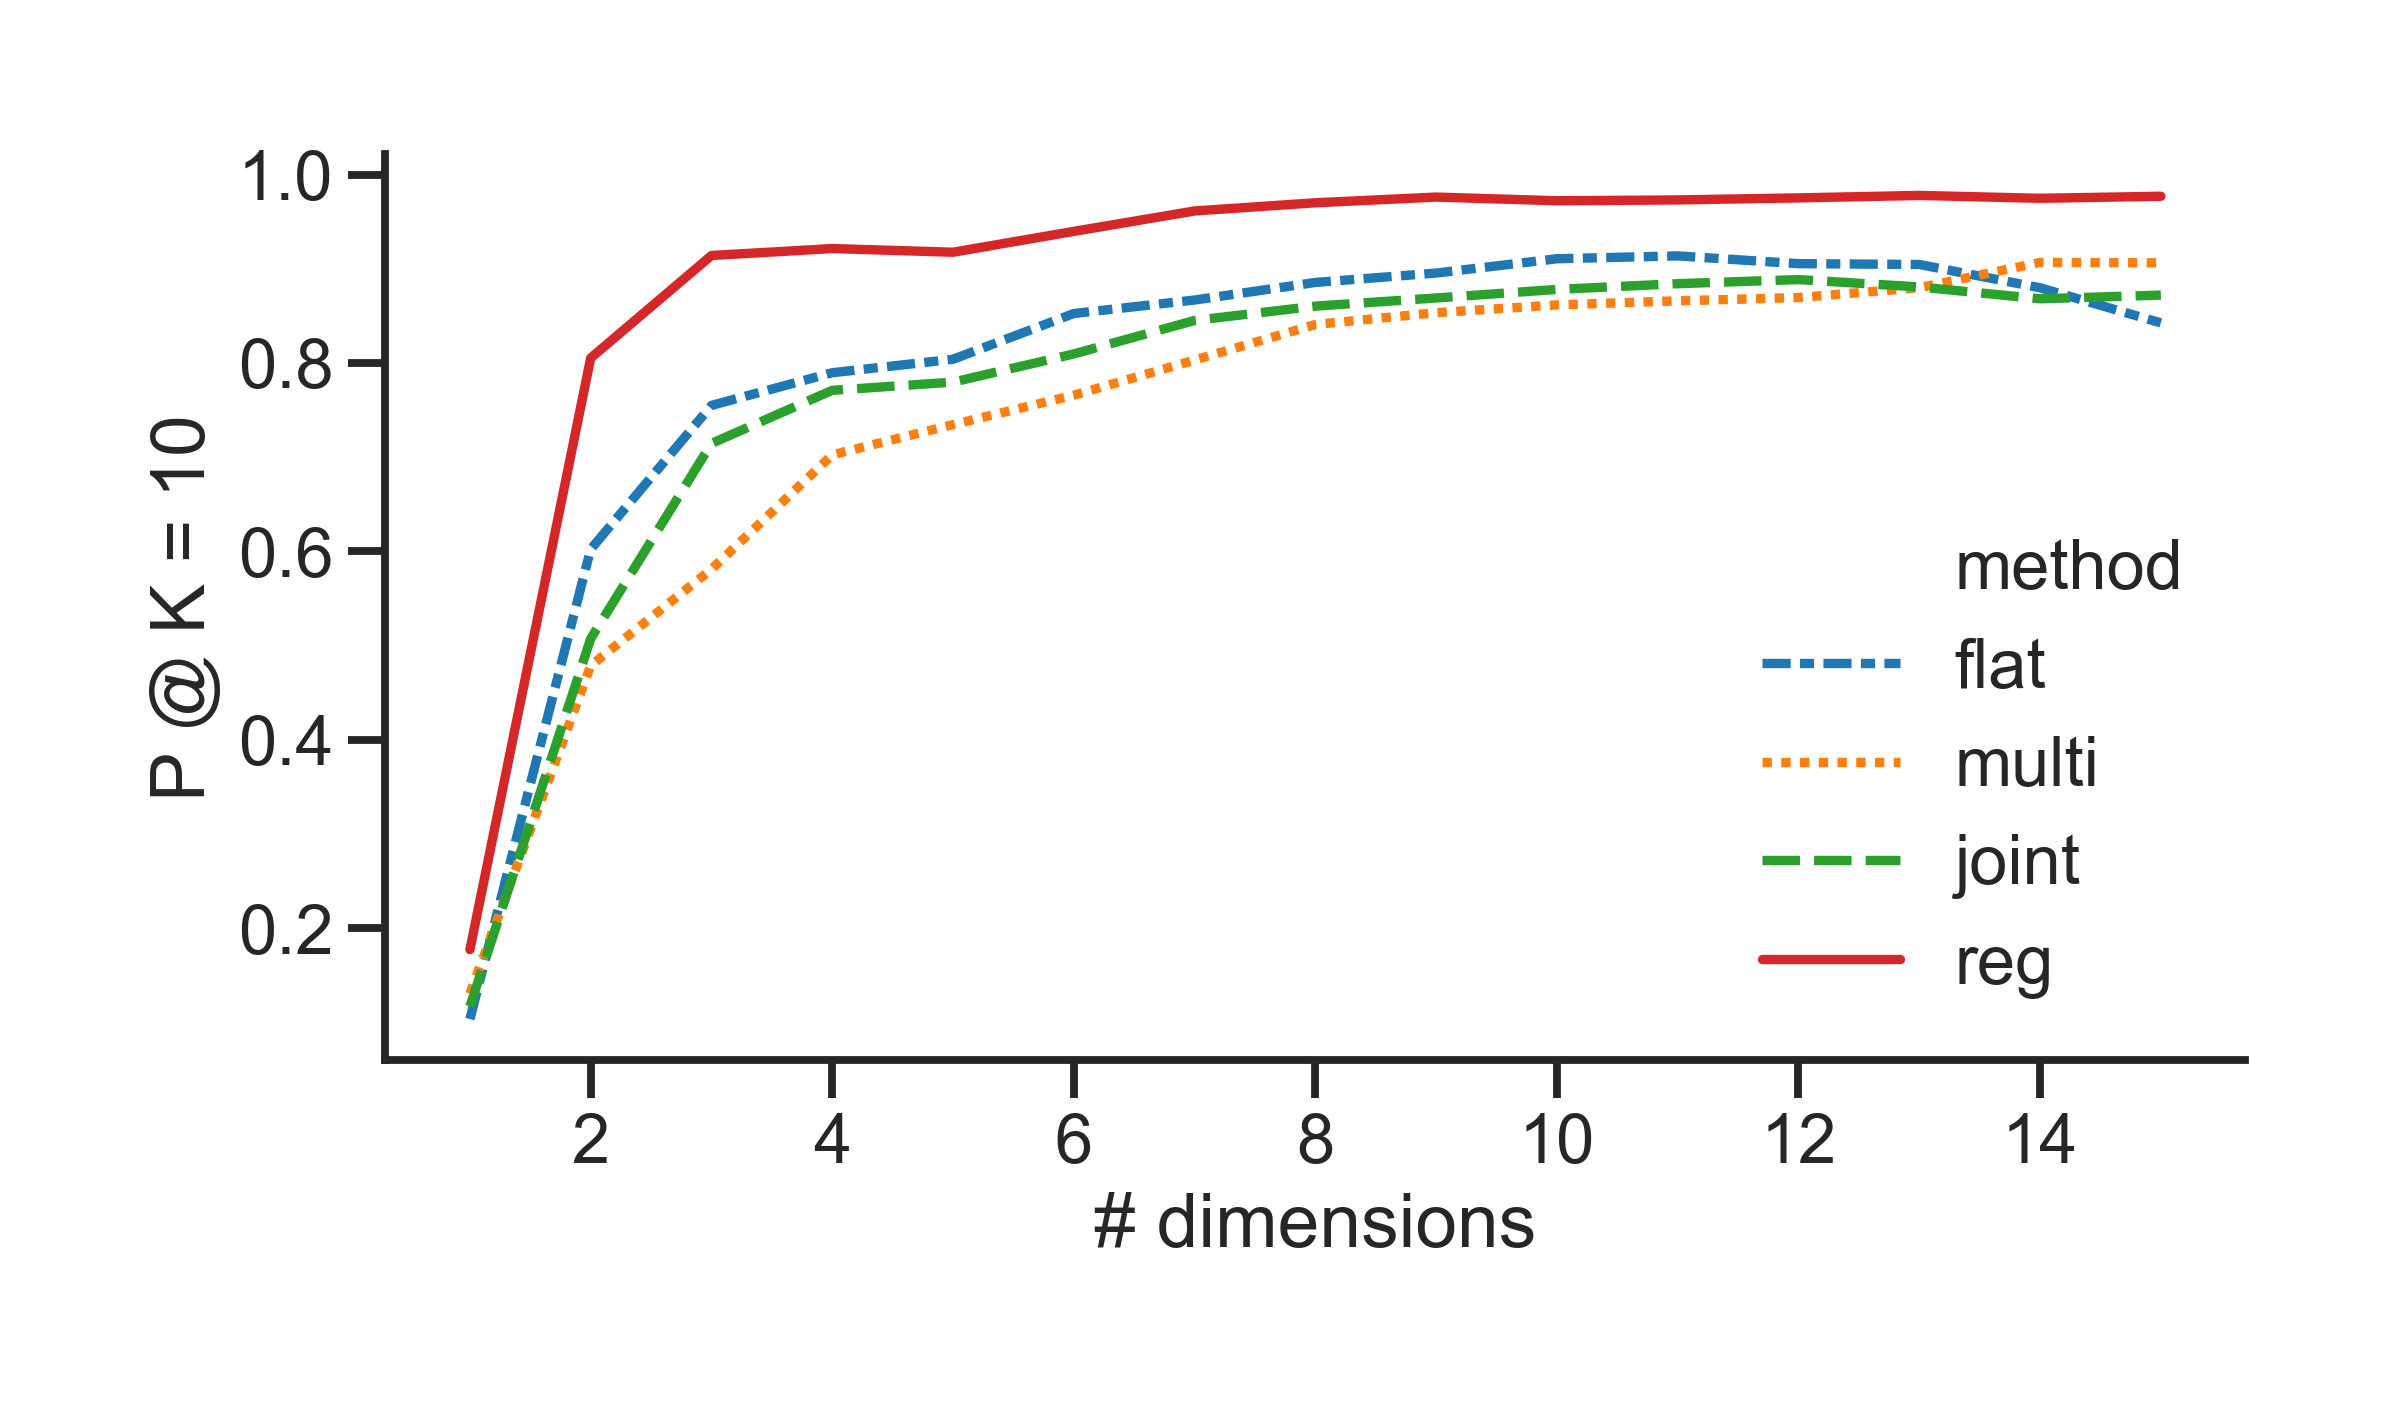 1.0
0.8
0.6
0.4
0.2
P @ K = 10
method
flat
multi
joint
reg
2 4 6 8 10 12 14
# dimensions